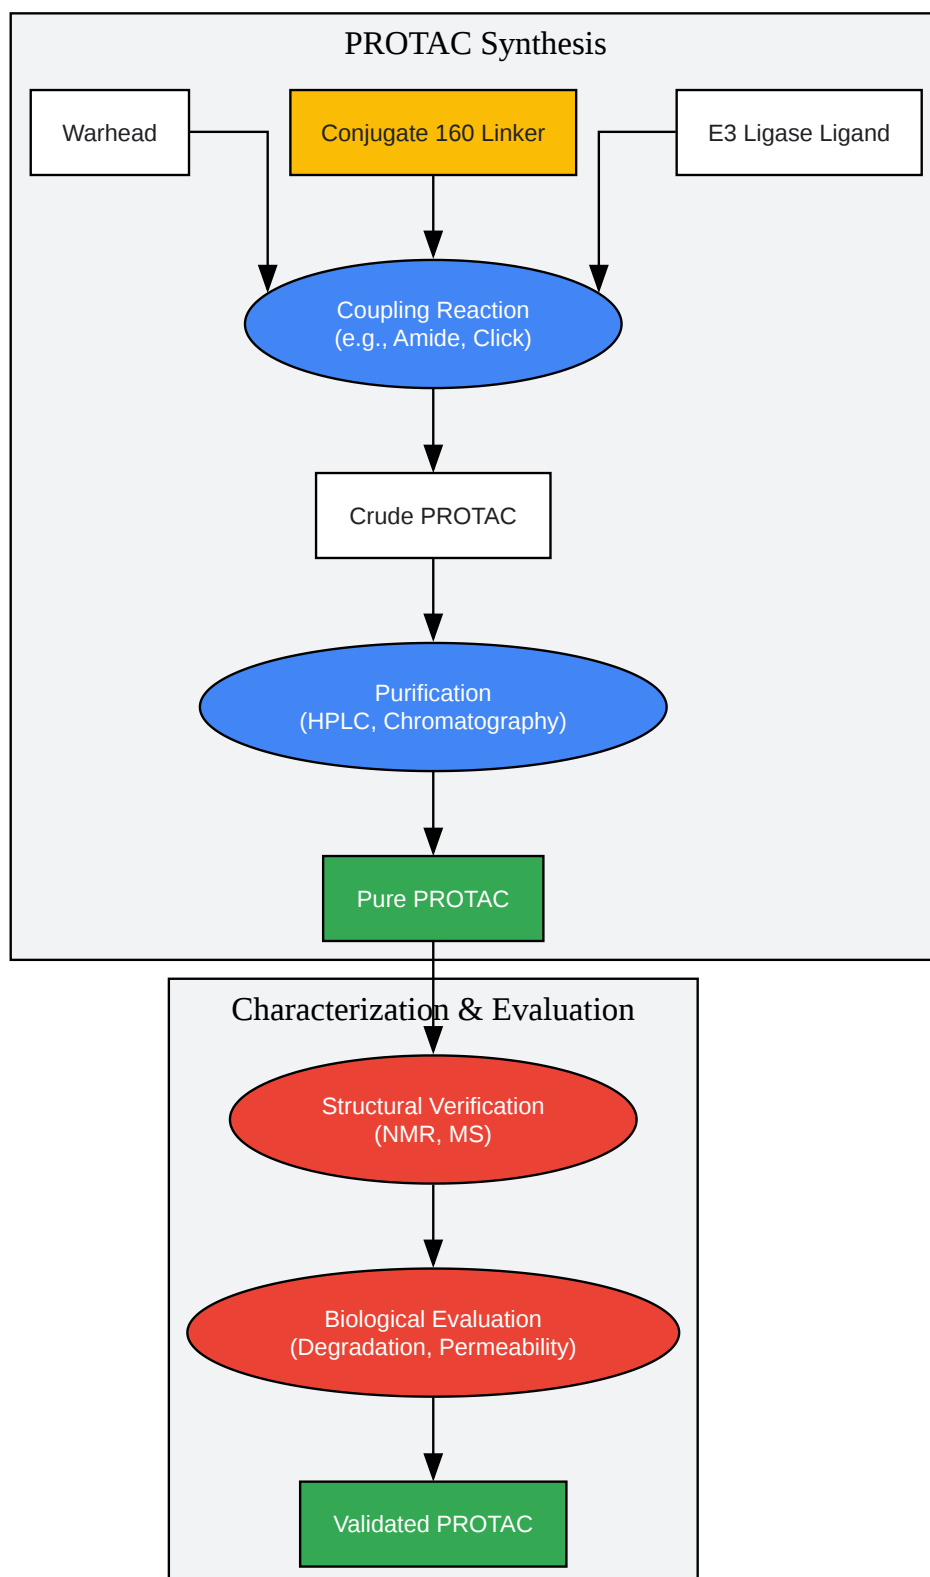 PROTAC Synthesis
Warhead
Conjugate 160 Linker
E3 Ligase Ligand
Coupling Reaction
(e.g., Amide, Click)
Crude PROTAC
Purification
(HPLC, Chromatography)
Pure PROTAC
Characterization & Evaluation
Structural Verification
(NMR, MS)
Biological Evaluation
(Degradation, Permeability)
Validated PROTAC